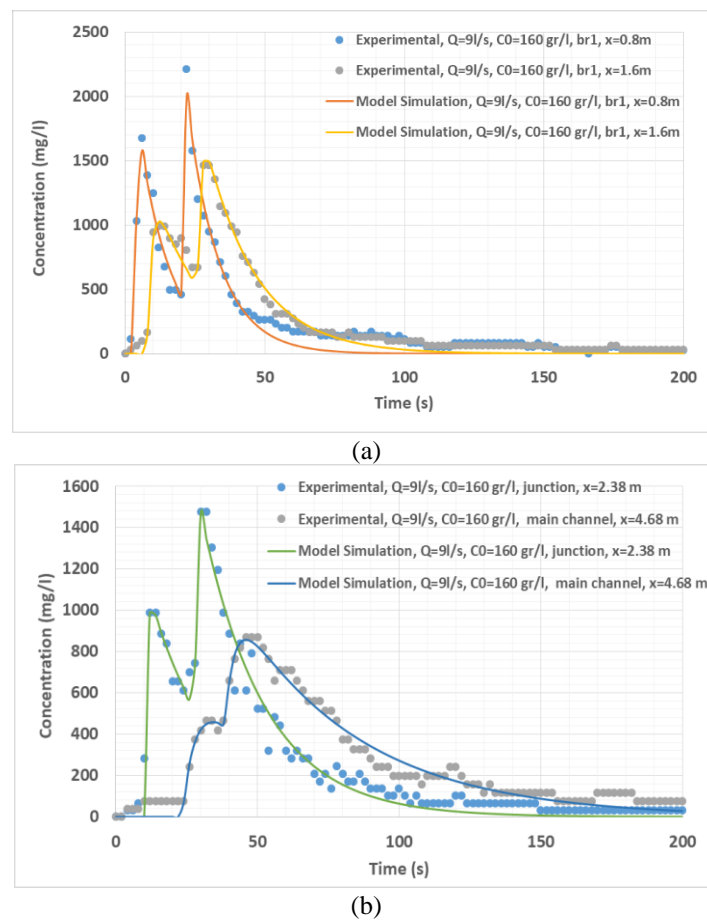 2500
2000
1500
1000
500
0
Concentration (mg/l)
Experimental, Q=9l/s, C0=160 gr/l, br1, x=0.8m
Experimental, Q=9l/s, C0=160 gr/l, br1, x=1.6m
Model Simulation, Q=9l/s, C0=160 gr/l, br1, x=0.8m
Model Simulation, Q=9l/s, C0=160 gr/l, br1, x=1.6m
0 50 100 150 200
Time (s)
(a)
1600
1400
1200
1000
800
600
400
200
0
Concentration (mg/l)
Experimental, Q=9l/s, C0=160 gr/l, junction, x=2.38 m
Experimental, Q=9l/s, C0=160 gr/l, main channel, x=4.68 m
Model Simulation, Q=9l/s, C0=160 gr/l, junction, x=2.38 m
Model Simulation, Q=9l/s, C0=160 gr/l, main channel, x=4.68 m
0 50 100 150 200
Time (s)
(b)